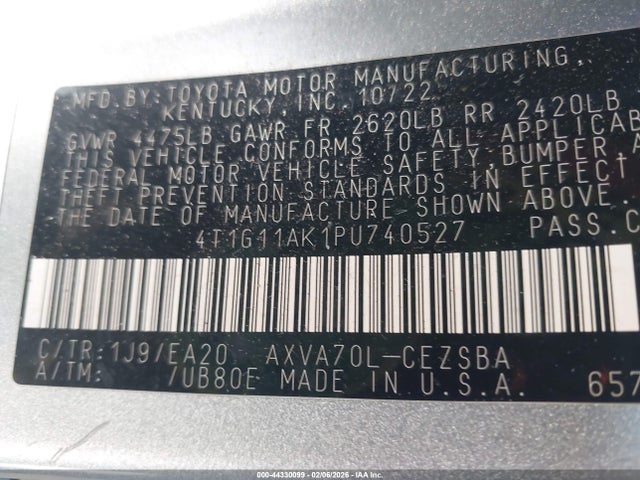 MFD.BY:TOYOTA MOTOR MANUFACTURING,
KENTUCKY,INC.10/22
GVWR 4475LB GAWR FR 2620LB RR 2420LB
THIS VEHICLE CONFORMS TO ALL APPLICAB
FEDERAL MOTOR VEHICLE SAFETY,BUMPER,A
THEFT PREVENTION STANDARDS IN EFFECT
THE DATE OF MANUFACTURE SHOWN ABOVE.
4T1G11AK1PU740527 PASS.C
C/TR:1J9/EA20 AXVA70L-CEZSBA
A/TM: /UB80E MADE IN U.S.A. 657
000-44330099 - 02/06/2026 - IAA Inc.